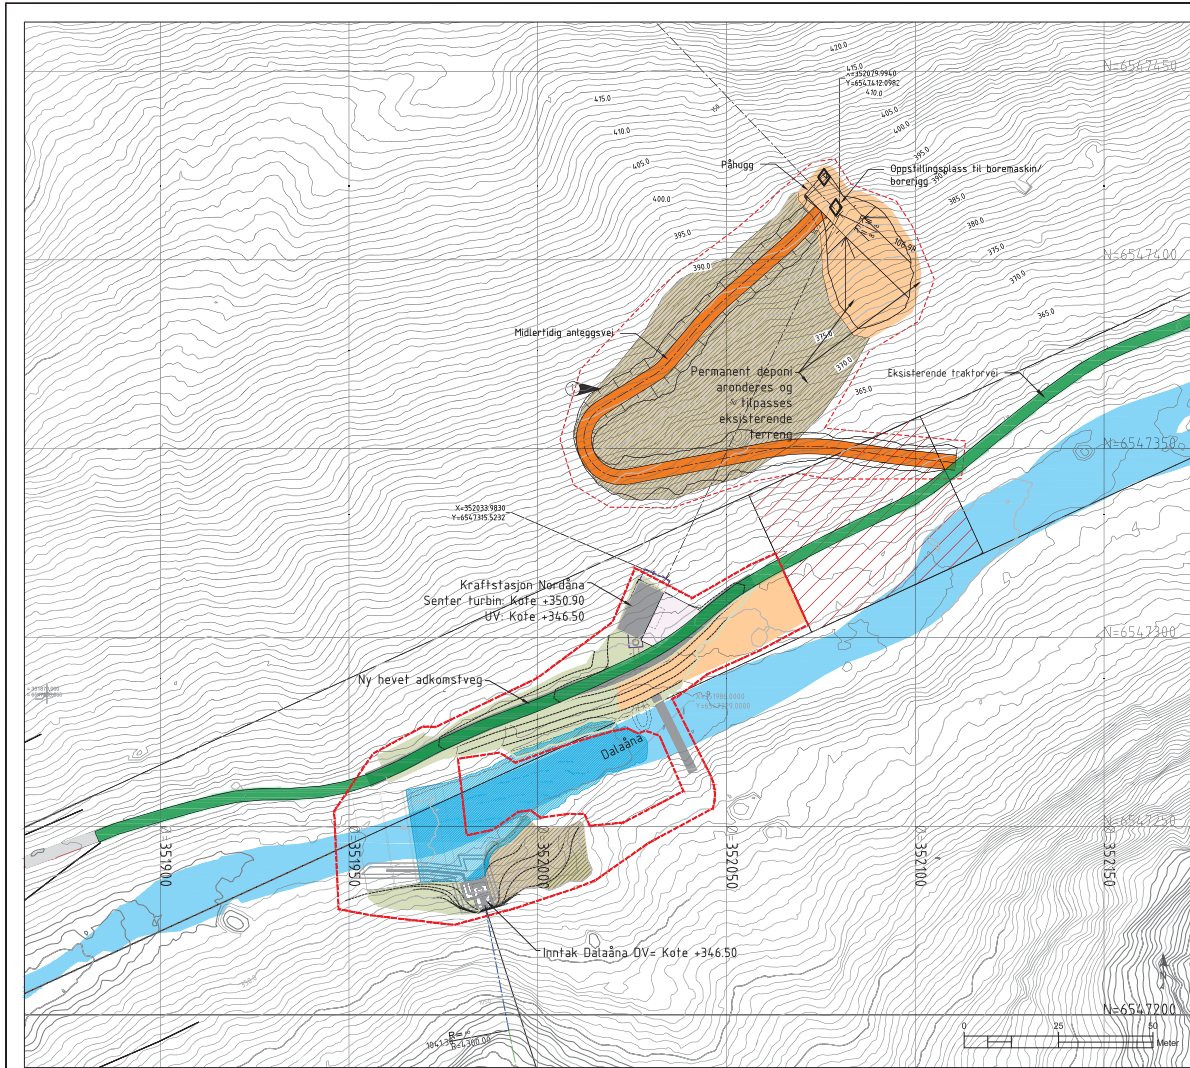 420.0
415.0
X=352079.9940
Y=6547412.0982
410.0
405.0
400.0
395.0
390.0
385.0
380.0
375.0
370.0
365.0
N=6547450
415.0
410.0
405.0
400.0
395.0
390.0
Påhugg
Oppstillingsplass til boremaskin/
borerigg
N=6547400
Midlertidig anleggsvei
375.0
370.0
365.0
Permanent deponi
aronderes og
tilpasses
eksisterende
terreng
Eksisterende traktorvei
N=6547350
X=352033.9830
Y=6547315.5232
Kraftstasjon Nordåna
Senter turbin: Kote +350.90
UV: Kote +346.50
N=6547300
Ny hevet adkomstveg
Dalaåna
N=6547250
Ø=351900
Ø=351950
Ø=352000
Ø=352050
Ø=352100
Ø=352150
Inntak Dalaåna OV= Kote +346.50
N=6547200
R= ∞
R=4300.00
0
25
50
Meter